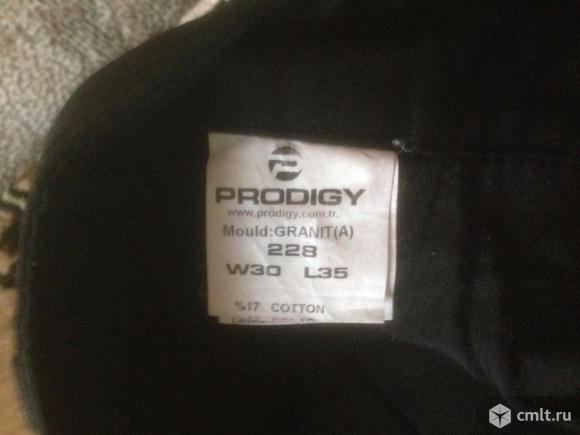 PRODIGY
www.prodigy.com.tr.
Mould:GRANIT(A)
228
W30 L35
%17 COTTON
cmlt.ru